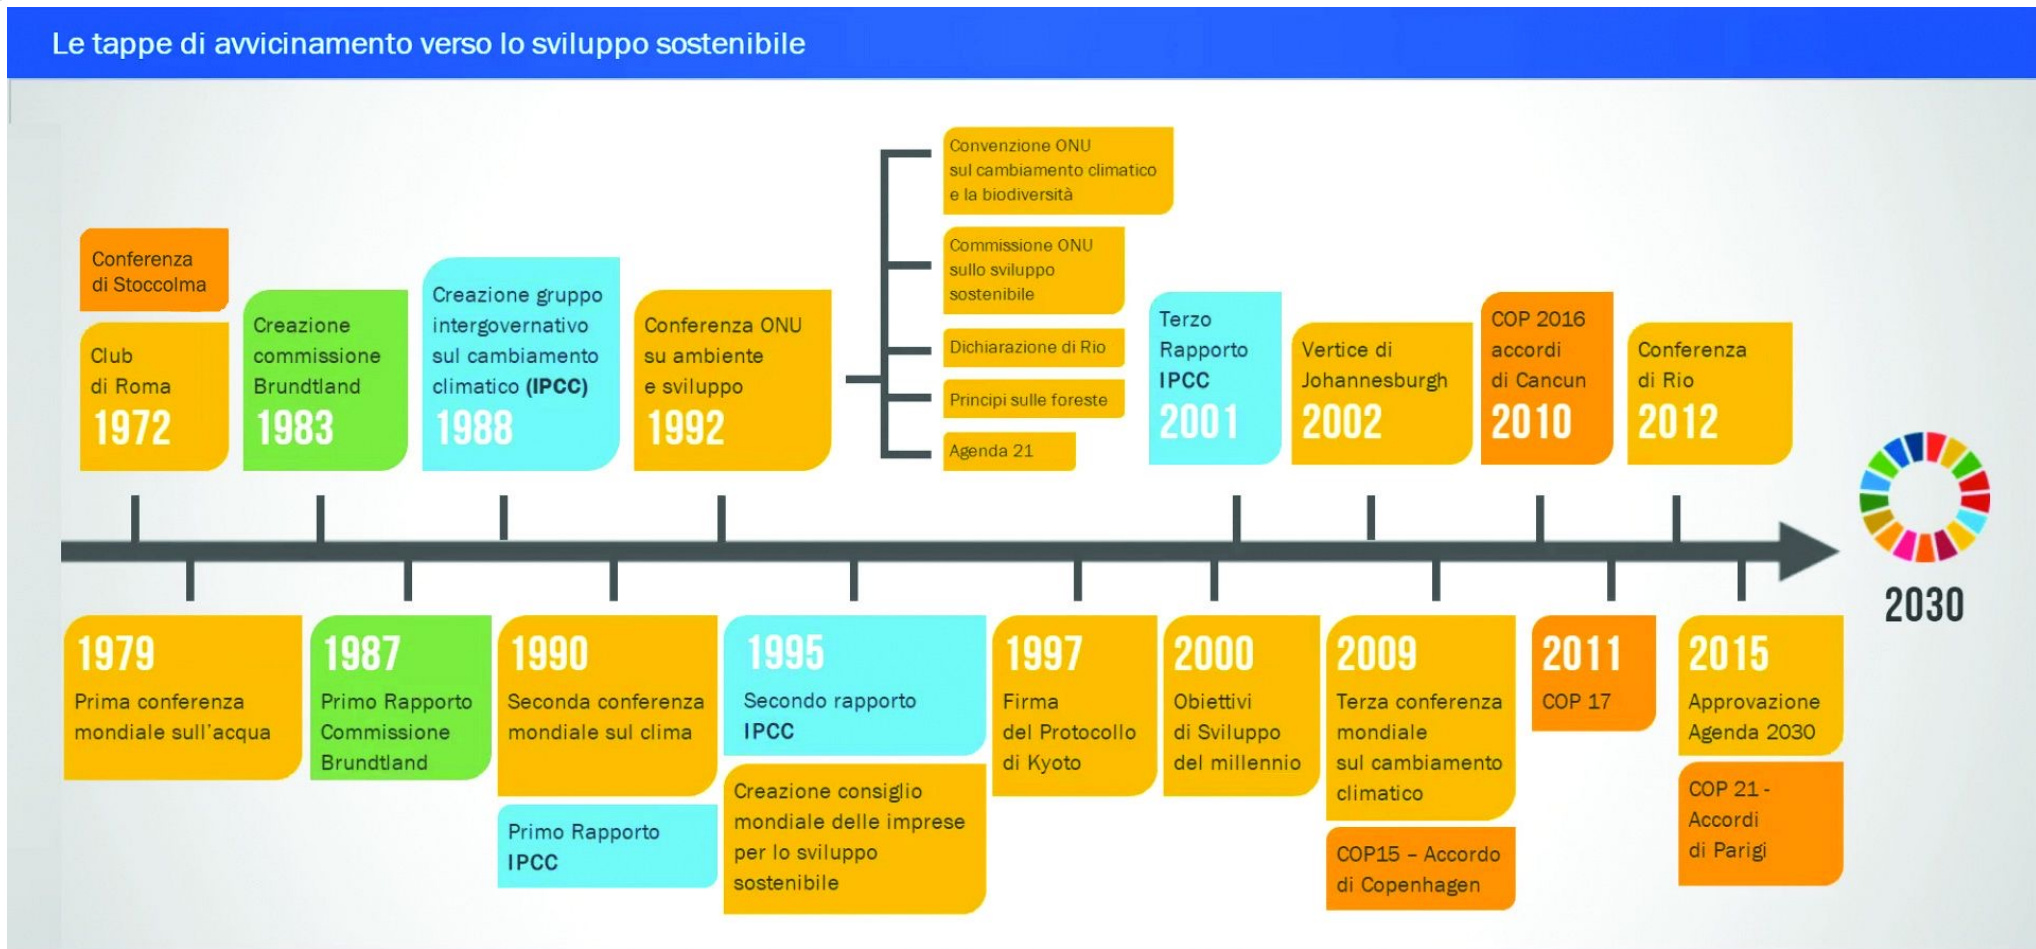 Le tappe di avvicinamento verso lo sviluppo sostenibile
Conferenza
di Stoccolma
Club
di Roma
1972
Creazione
commissione
Brundtland
1983
Creazione gruppo
intergovernativo
sul cambiamento
climatico (IPCC)
1988
Conferenza ONU
su ambiente
e sviluppo
1992
Convenzione ONU
sul cambiamento climatico
e la biodiversità
Commissione ONU
sullo sviluppo
sostenibile
Dichiarazione di Rio
Principi sulle foreste
Agenda 21
Terzo
Rapporto
IPCC
2001
Vertice di
Johannesburgh
2002
COP 2016
accordi
di Cancun
2010
Conferenza
di Rio
2012
2030
1979
Prima conferenza
mondiale sull'acqua
1987
Primo Rapporto
Commissione
Brundtland
1990
Seconda conferenza
mondiale sul clima
Primo Rapporto
IPCC
1995
Secondo rapporto
IPCC
Creazione consiglio
mondiale delle imprese
per lo sviluppo
sostenibile
1997
Firma
del Protocollo
di Kyoto
2000
Obiettivi
di Sviluppo
del millennio
2009
Terza conferenza
mondiale
sul cambiamento
climatico
COP15 – Accordo
di Copenhagen
2011
COP 17
2015
Approvazione
Agenda 2030
COP 21 -
Accordi
di Parigi